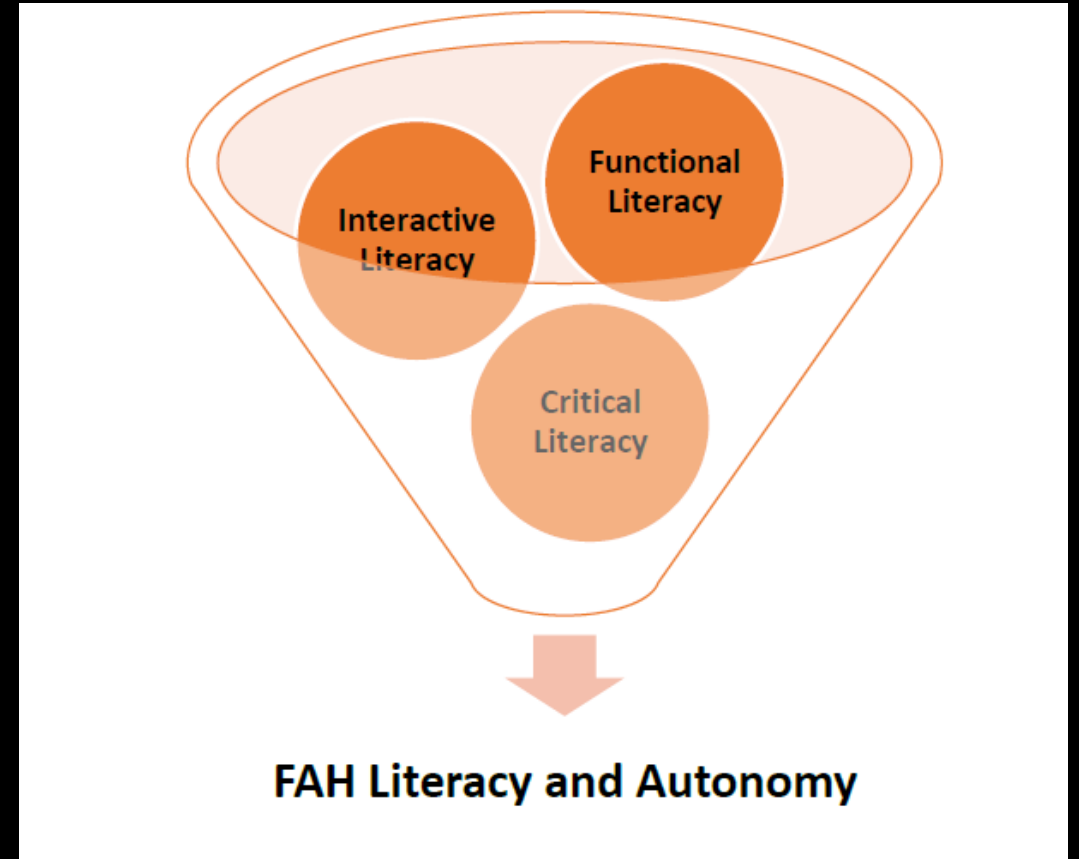 Functional
Literacy
Interactive
Literacy
Critical
Literacy
FAH Literacy and Autonomy